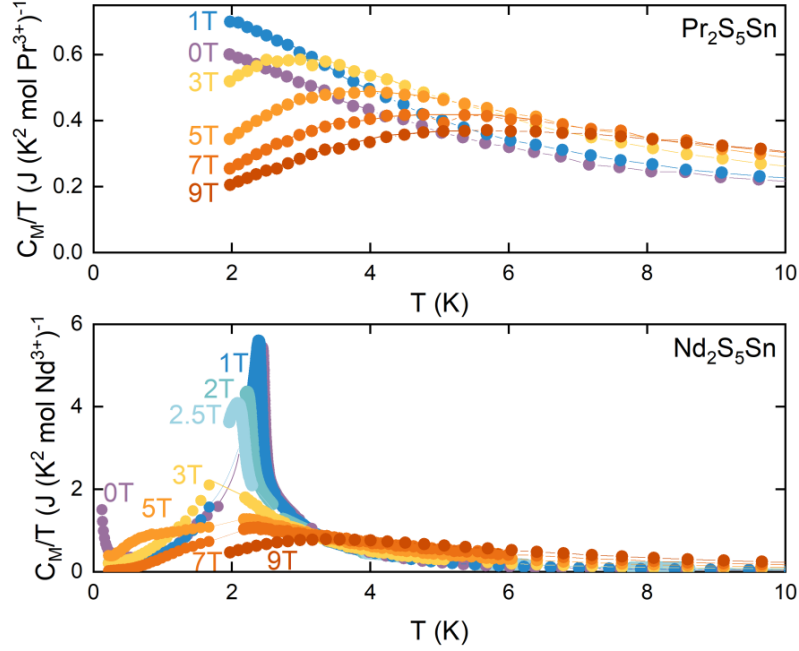 Pr₂S₅Sn
1T
0T
3T
5T
7T
9T
0.6
0.4
0.2
0.0
C_M/T (J (K² mol Pr³⁺)⁻¹
0 2 4 6 8 10
T (K)
Nd₂S₅Sn
1T
2T
2.5T
3T
0T
5T
7T
9T
6
4
2
0
C_M/T (J (K² mol Nd³⁺)⁻¹
0 2 4 6 8 10
T (K)